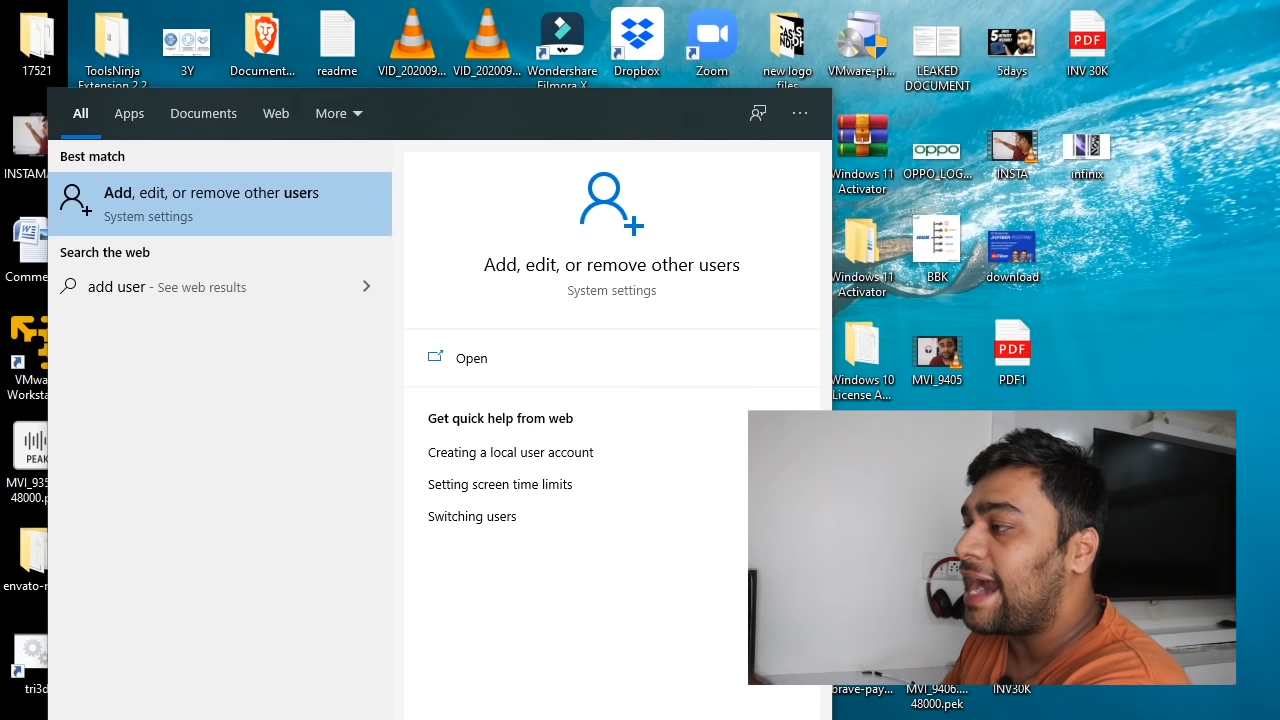 17521
ToolsNinja
Extension 2.2
3Y
Document...
readme
VID_202009...
VID_202009...
Wondershare
Filmora X
Dropbox
Zoom
new logo
files
VMware-pl...
LEAKED
DOCUMENT
5days
PDF
INV 30K
All
Apps
Documents
Web
More
Best match
Add, edit, or remove other users
System settings
Search the web
add user - See web results
Add, edit, or remove other users
System settings
Open
Get quick help from web
Creating a local user account
Setting screen time limits
Switching users
INSTAM
Windows 11
Activator
oppo
OPPO_LOG...
INSTA
infinix
Comme
Windows 11
Activator
BBK
download
VMwa
Worksta
Windows 10
License A...
MVI_9405
PDF
PDF1
PEAK
MVI_935
48000.p
envato-r
tri3d
brave-pay...
MVI_9406....
48000.pek
INV30K